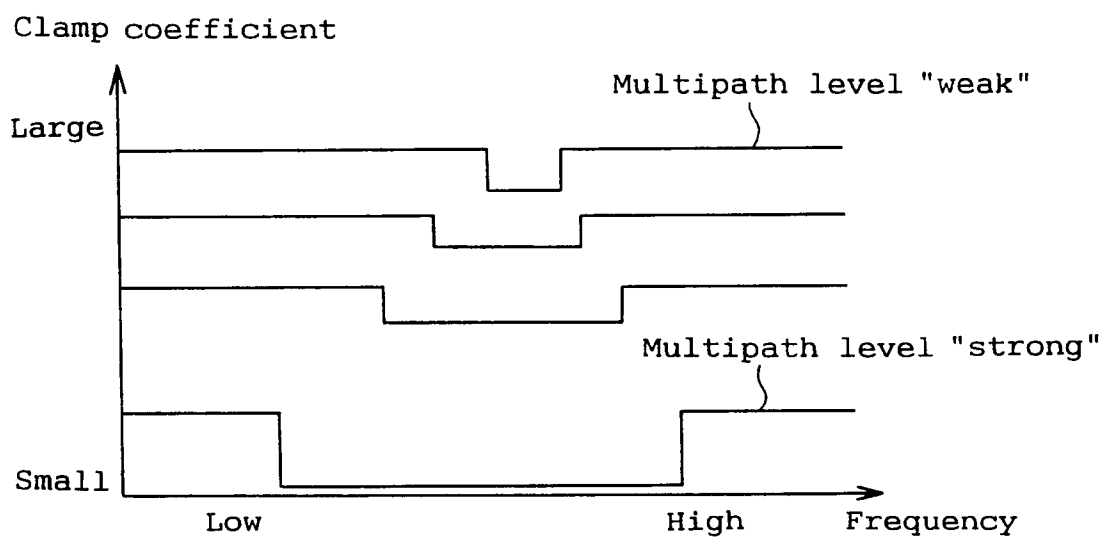 Clamp coefficient
Multipath level "weak"
Large
Multipath level "strong"
Small
Low
High
Frequency